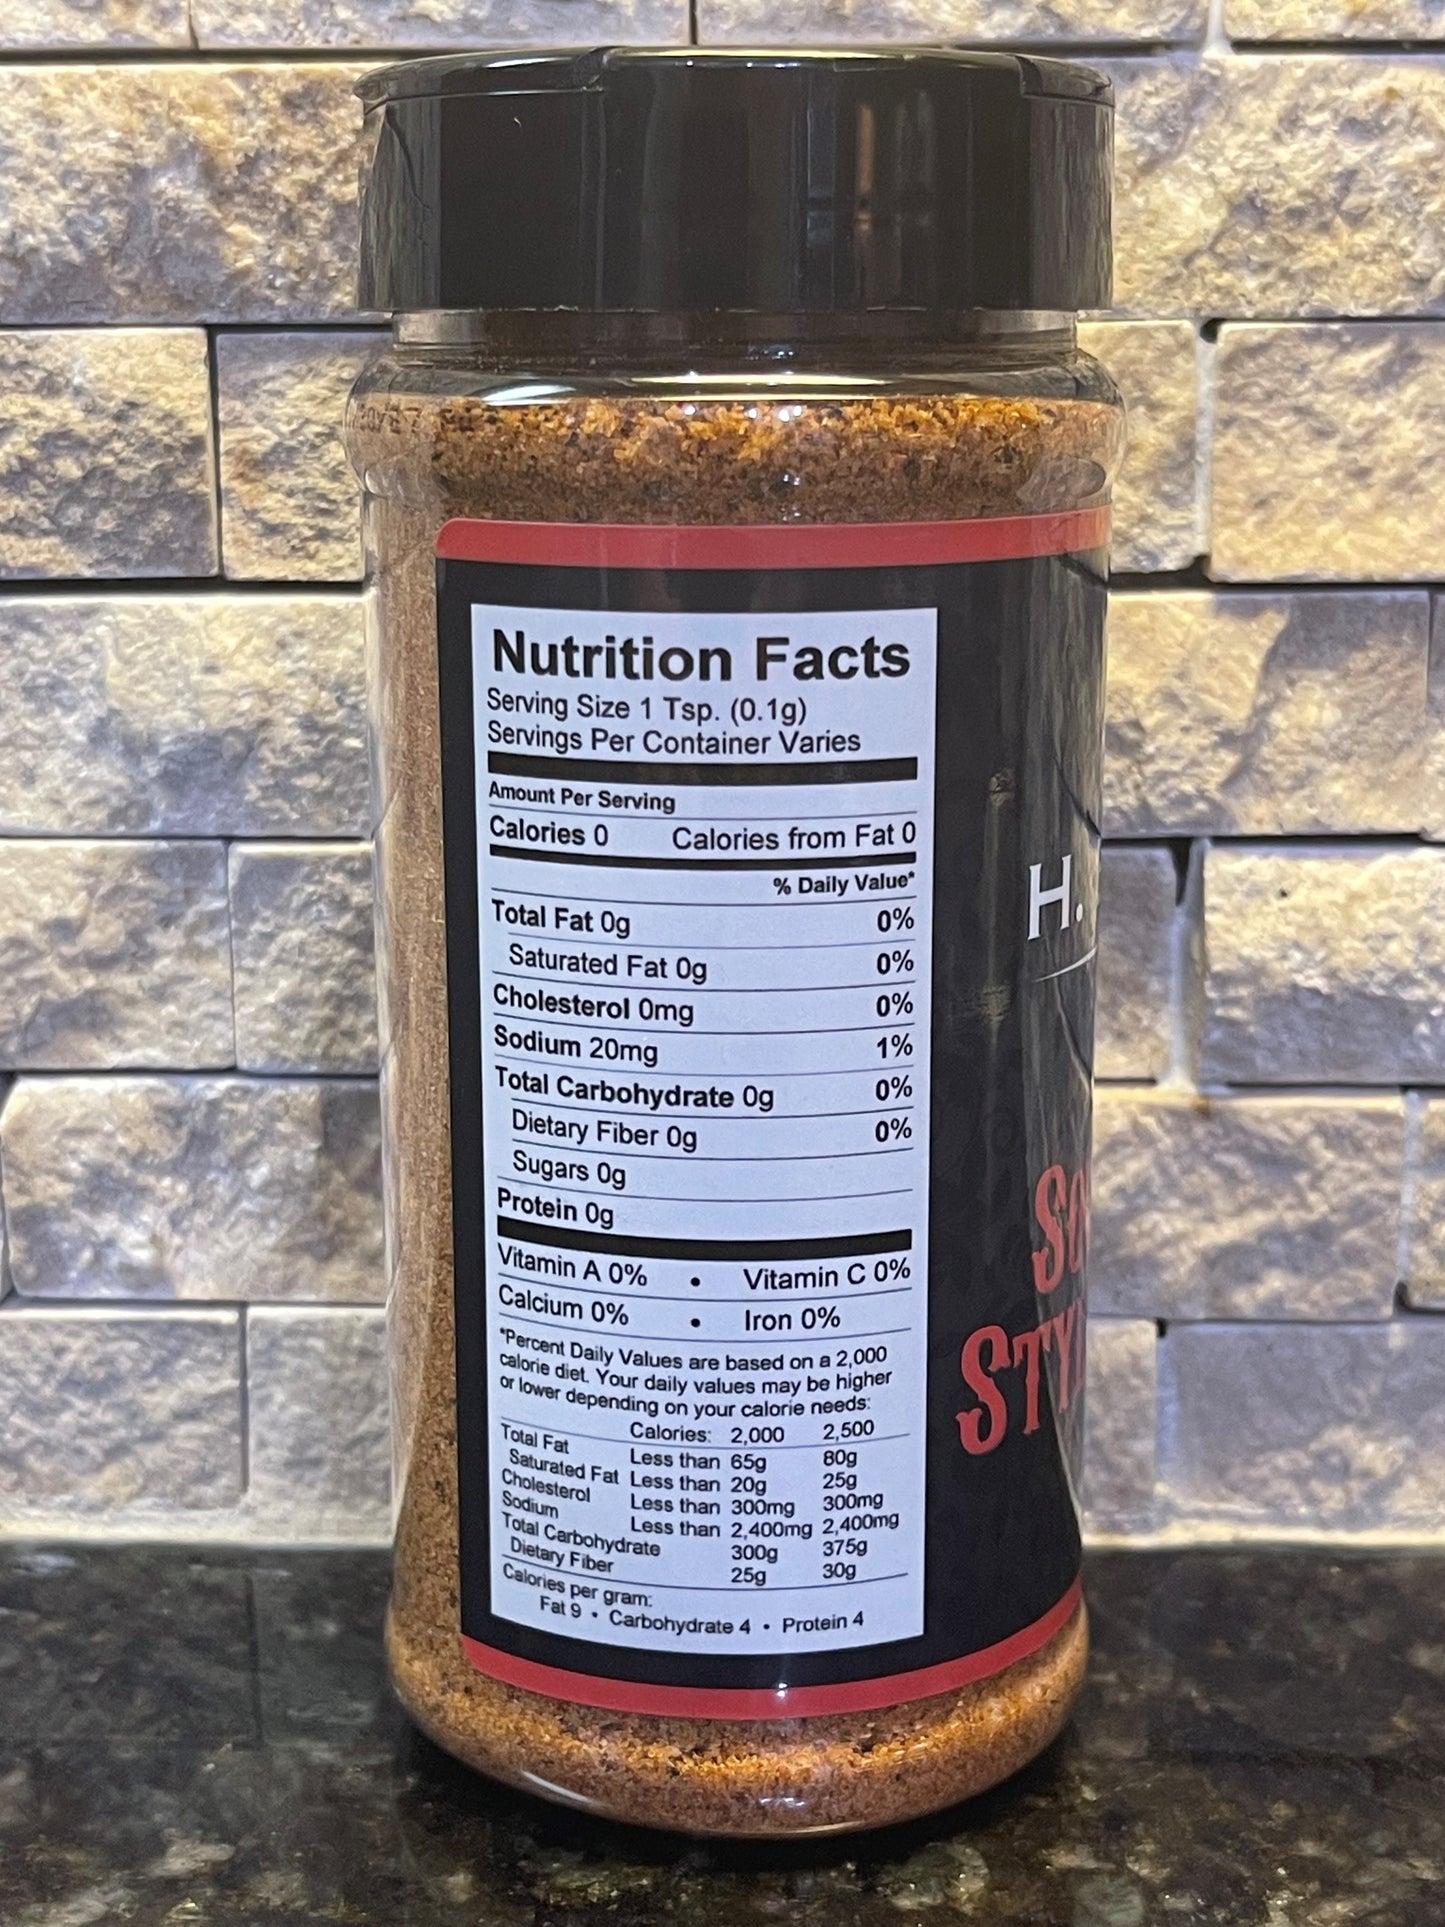 Nutrition Facts
Serving Size 1 Tsp. (0.1g)
Servings Per Container Varies
Amount Per Serving
Calories 0 Calories from Fat 0
% Daily Value*
Total Fat 0g 0%
Saturated Fat 0g 0%
Cholesterol 0mg 0%
Sodium 20mg 1%
Total Carbohydrate 0g 0%
Dietary Fiber 0g 0%
Sugars 0g
Protein 0g
Vitamin A 0% • Vitamin C 0%
Calcium 0% • Iron 0%
*Percent Daily Values are based on a 2,000
calorie diet. Your daily values may be higher
or lower depending on your calorie needs:
Calories: 2,000 2,500
Total Fat Less than 65g 80g
Saturated Fat Less than 20g 25g
Cholesterol Less than 300mg 300mg
Sodium Less than 2,400mg 2,400mg
Total Carbohydrate 300g 375g
Dietary Fiber 25g 30g
Calories per gram:
Fat 9 • Carbohydrate 4 • Protein 4
H.